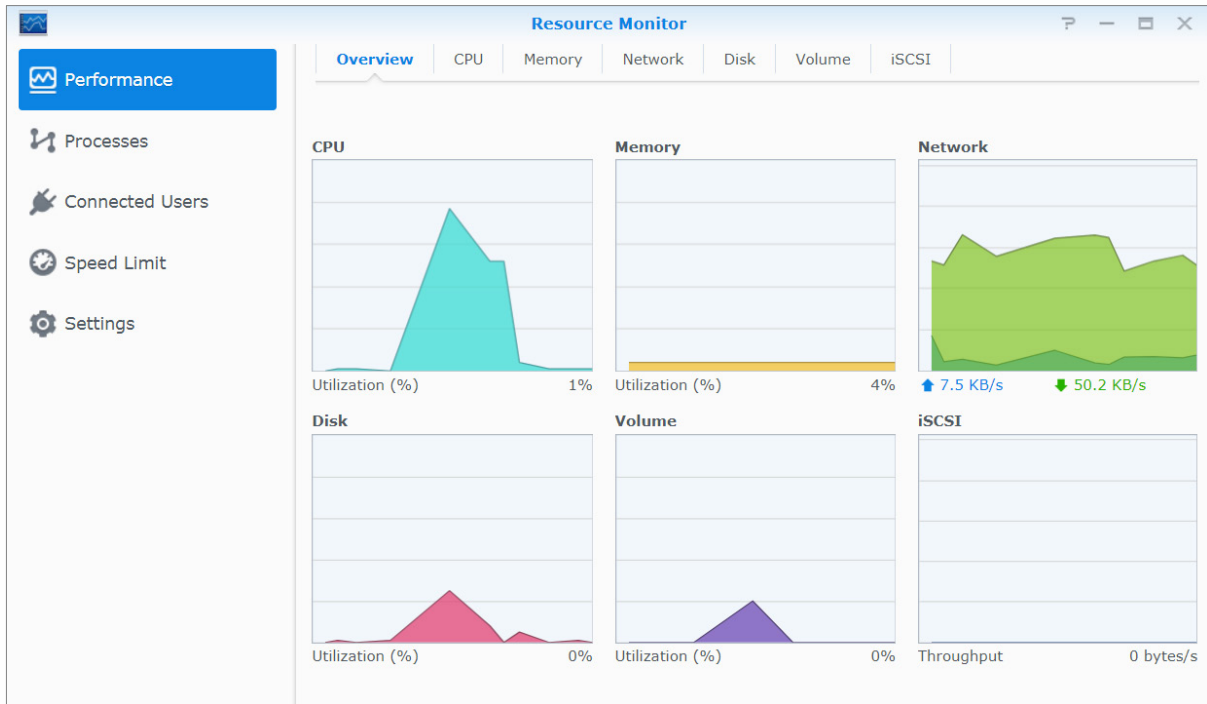 Resource Monitor
Performance
Processes
Connected Users
Speed Limit
Settings
Overview CPU Memory Network Disk Volume iSCSI
CPU Memory Network
Utilization (%) 1% Utilization (%) 4% 7.5 KB/s 50.2 KB/s
Disk Volume iSCSI
Utilization (%) 0% Utilization (%) 0% Throughput 0 bytes/s